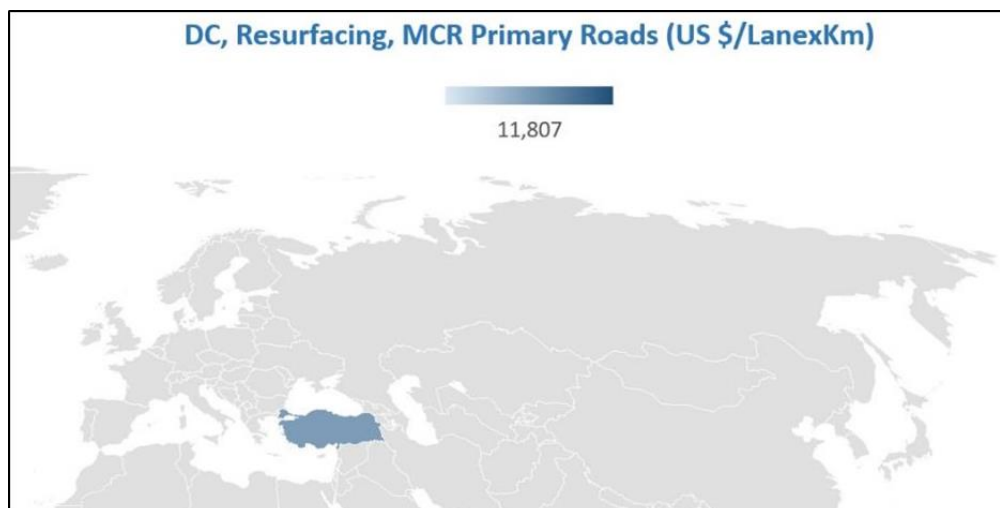 DC, Resurfacing, MCR Primary Roads (US $/LanexKm)
11,807